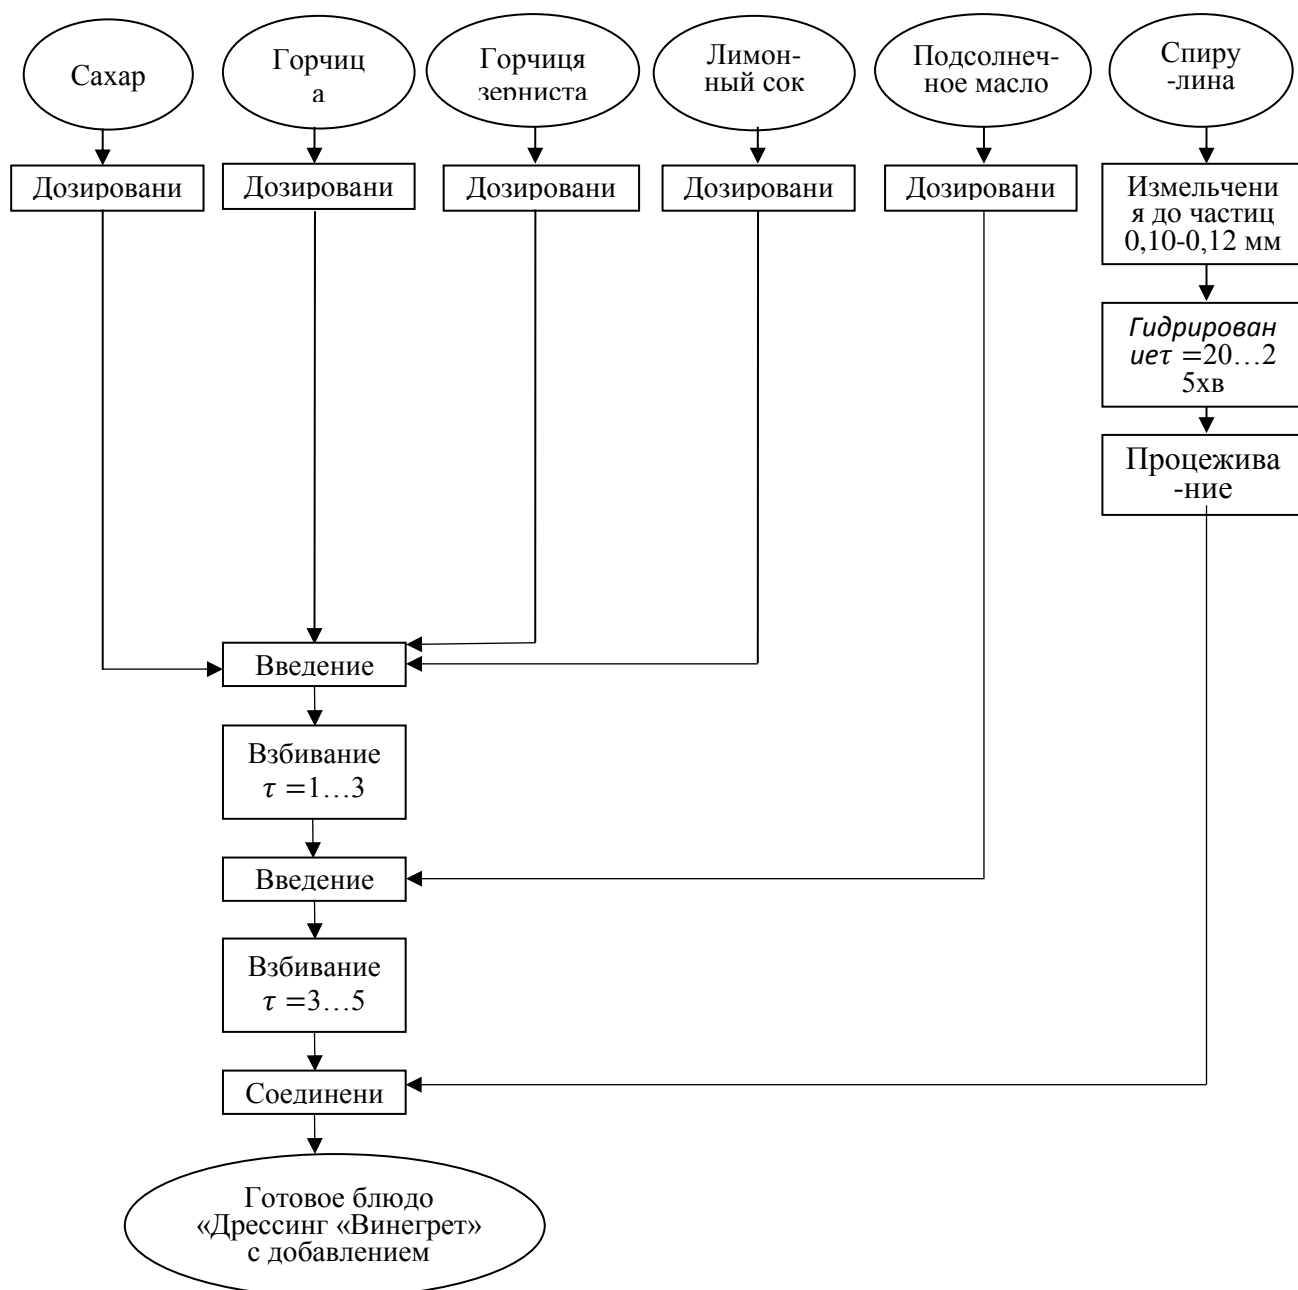 Сахар
Горчиц
а
Горчиця
зерниста
Лимон-
ный сок
Подсолнеч-
ное масло
Спиру
-лина
Дозировани
Дозировани
Дозировани
Дозировани
Дозировани
Измельчени
я до частиц
0,10-0,12 мм
Гидрирован
иеτ =20…2
5хв
Процежива
-ние
Введение
Взбивание
τ =1…3
Введение
Взбивание
τ =3…5
Соединени
Готовое блюдо
«Дрессинг «Винегрет»
с добавлением